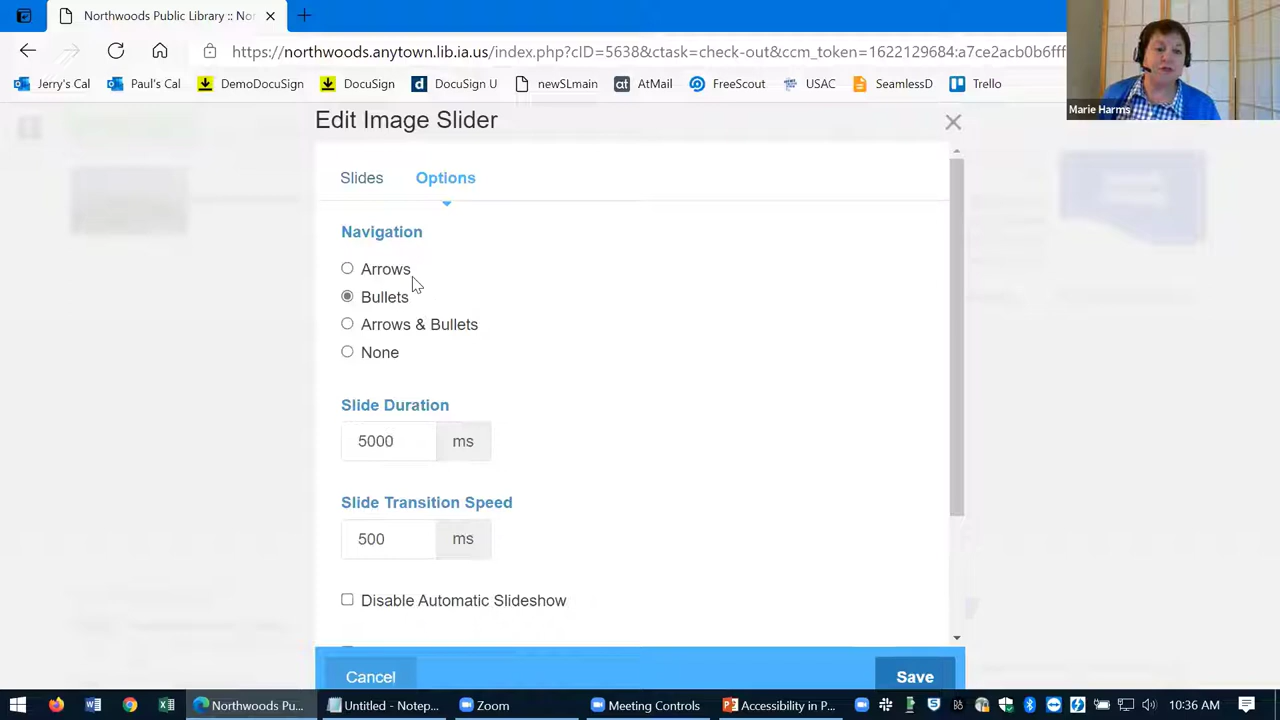 Northwoods Public Library :: No
https://northwoods.anytown.lib.ia.us/index.php?cID=5638&ctask=check-out&ccm_token=1622129684:a7ce2acb0b6fff
Jerry's Cal
Paul's Cal
DemoDocuSign
DocuSign
DocuSign U
newSLmain
AtMail
FreeScout
USAC
SeamlessD
Trello
Marie Harms
Edit Image Slider
Slides
Options
Navigation
Arrows
Bullets
Arrows & Bullets
None
Slide Duration
5000 ms
Slide Transition Speed
500 ms
Disable Automatic Slideshow
Cancel
Save
Northwoods Pu...
Untitled - Notep...
Zoom
Meeting Controls
Accessibility in P...
10:36 AM